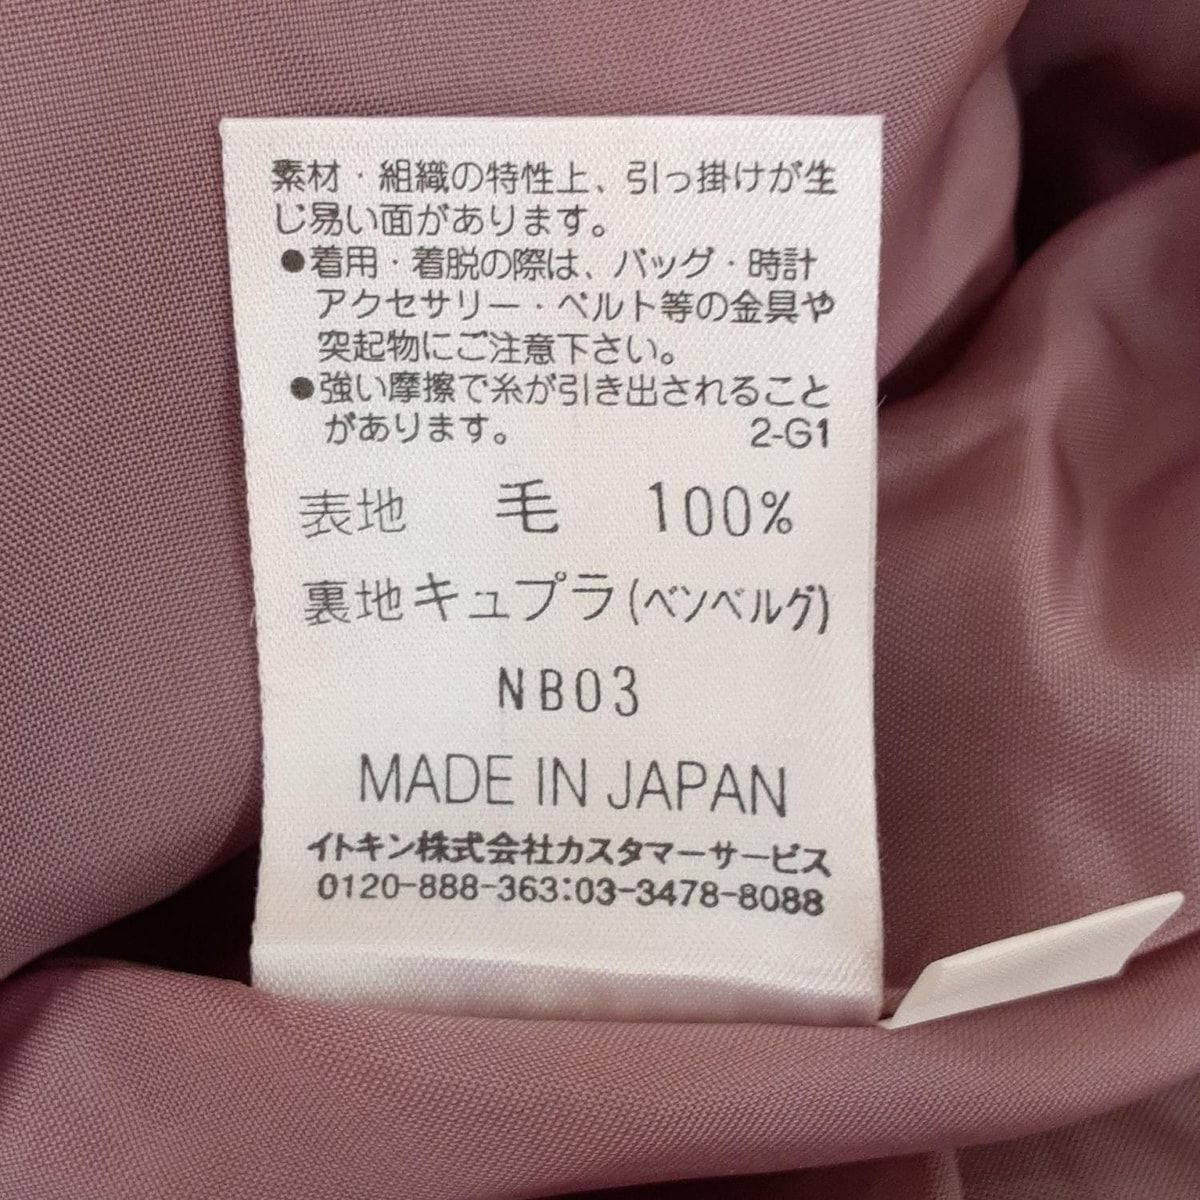 素材・組織の特性上、引っ掛けが生
じ易い面があります。
●着用・着脱の際は、バッグ・時計
アクセサリー・ベルト等の金具や
突起物にご注意下さい。
●強い摩擦で糸が引き出されること
があります。 2-G1
表地 毛 100%
裏地キュプラ(ベンベルグ)
NB03
MADE IN JAPAN
イトキン株式会社カスタマーサービス
0120-888-363:03-3478-8088